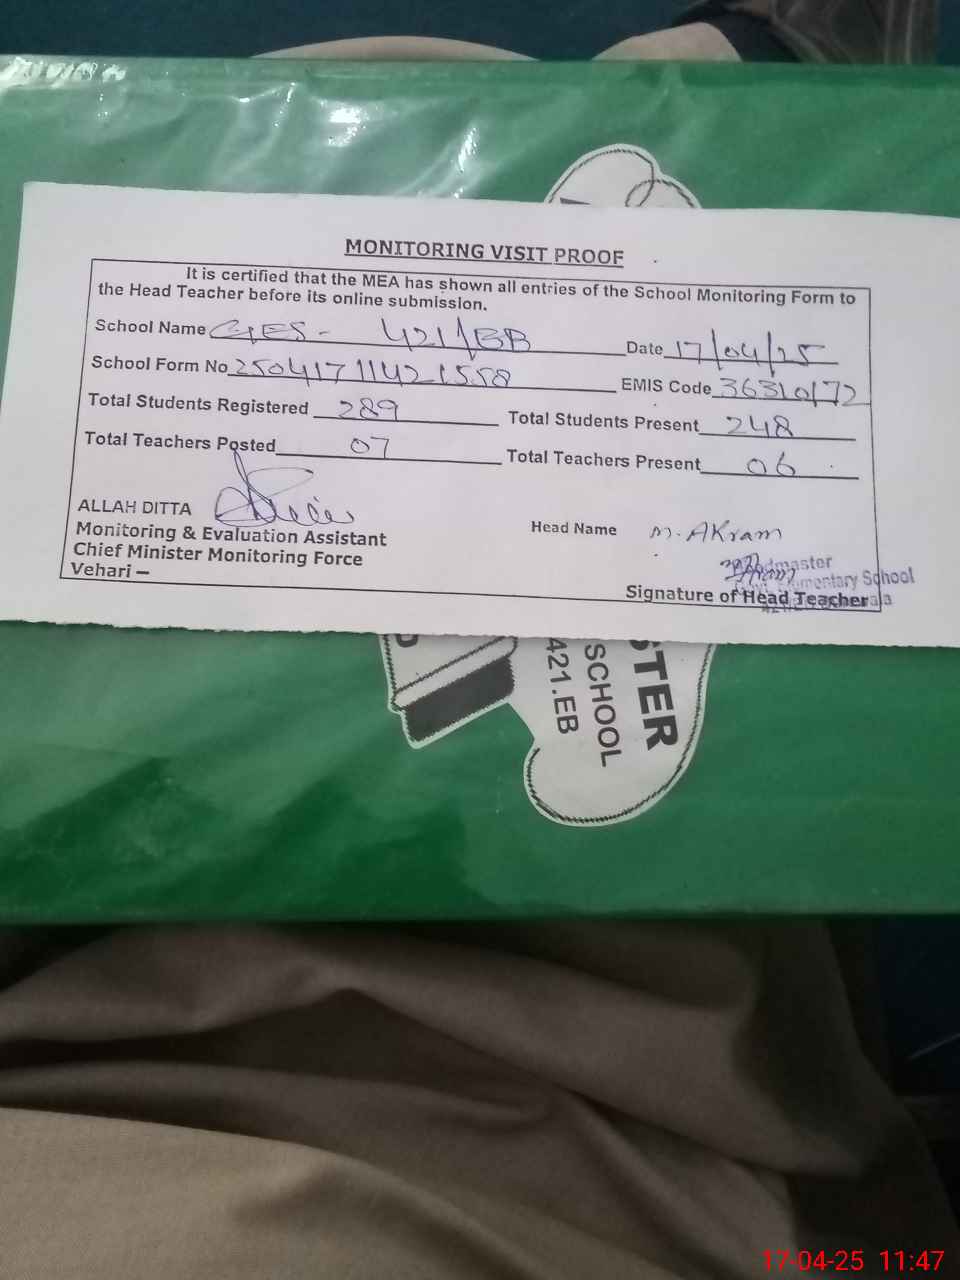 MONITORING VISIT PROOF
It is certified that the MEA has shown all entries of the School Monitoring Form to
the Head Teacher before its online submission.
School Name GES - 421/EB Date 17/04/25
School Form No 25041711421558 EMIS Code 36310172
Total Students Registered 289 Total Students Present 248
Total Teachers Posted 07 Total Teachers Present 06
ALLAH DITTA
Monitoring & Evaluation Assistant
Chief Minister Monitoring Force
Vehari –
Head Name M. AKram
Headmaster
Elementary School
Signature of Head Teacher
STER
SCHOOL
421.EB
17-04-25 11:47